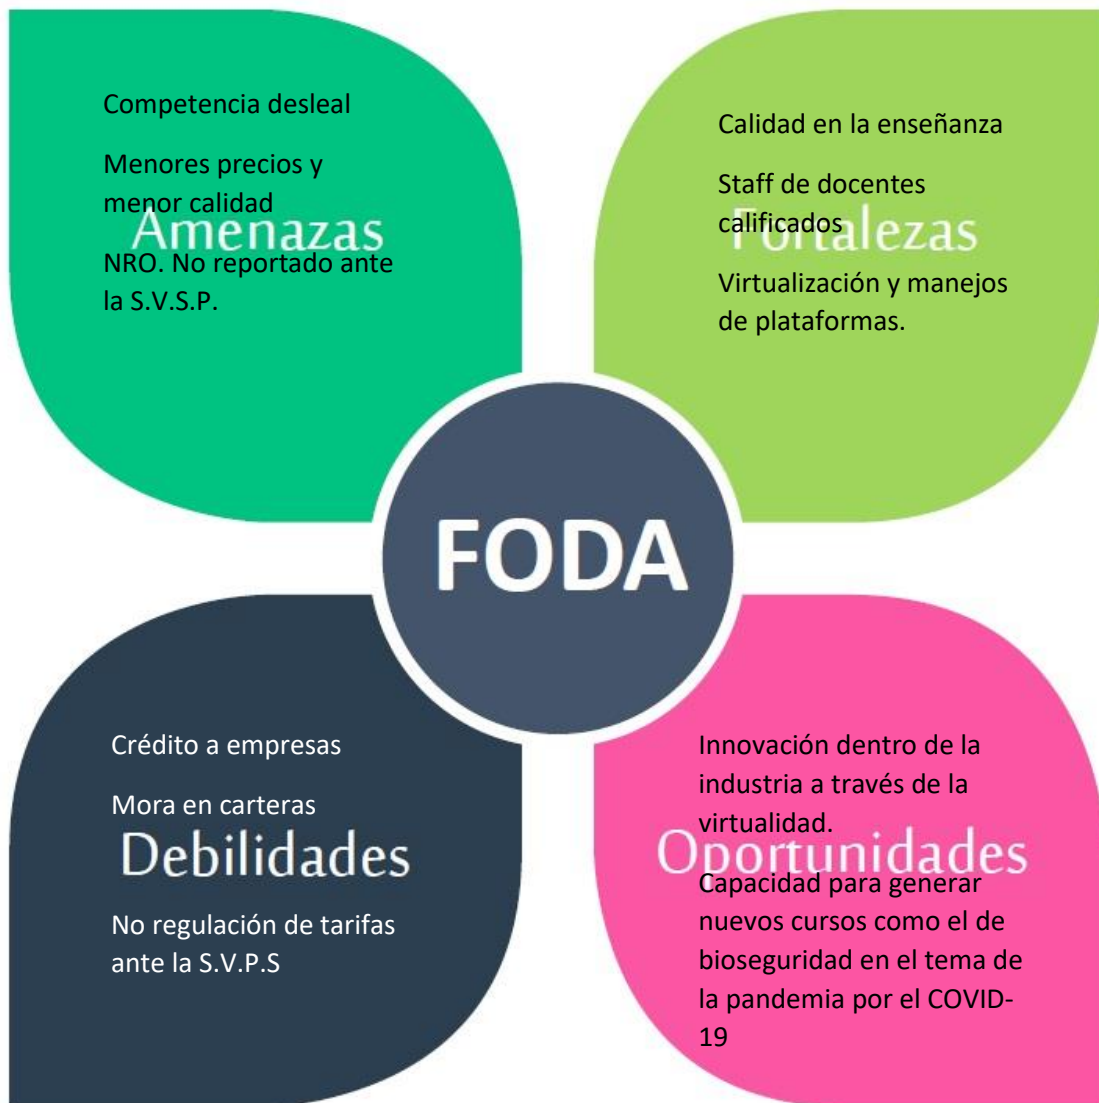 Competencia desleal
Menores precios y
menor calidad
Amenazas
NRO. No reportado ante
la S.V.S.P.
Calidad en la enseñanza
Staff de docentes
calificados
Fortalezas
Virtualización y manejos
de plataformas.
FODA
Crédito a empresas
Mora en carteras
Debilidades
No regulación de tarifas
ante la S.V.P.S
Innovación dentro de la
industria a través de la
virtualidad.
Oportunidades
Capacidad para generar
nuevos cursos como el de
bioseguridad en el tema de
la pandemia por el COVID-
19